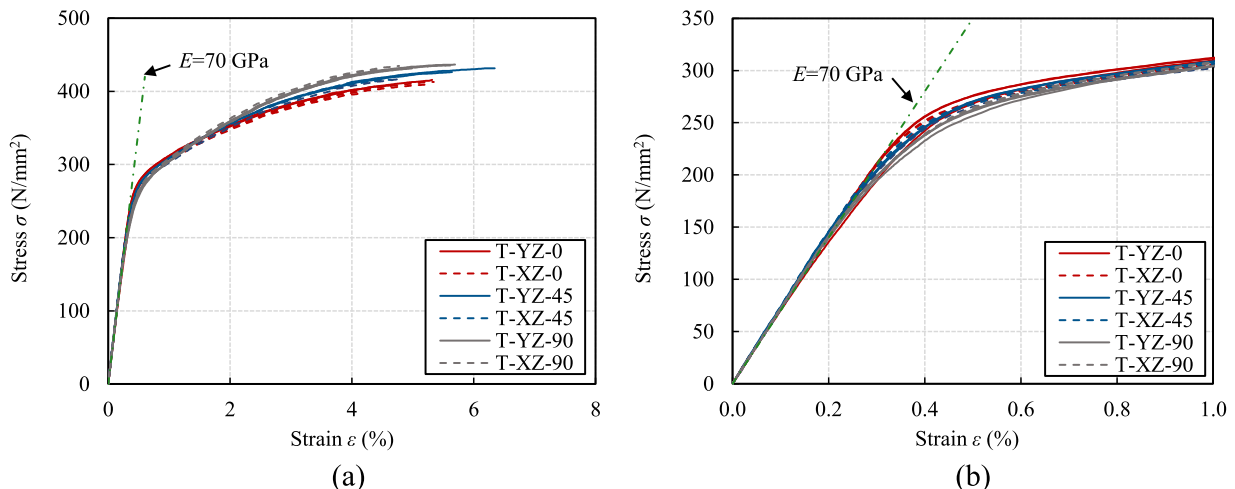 500
400
300
200
100
0
0
2
4
6
8
Stress σ (N/mm²)
Strain ε (%)
E=70 GPa
T-YZ-0
T-XZ-0
T-YZ-45
T-XZ-45
T-YZ-90
T-XZ-90
(a)
350
300
250
200
150
100
50
0
0.0
0.2
0.4
0.6
0.8
1.0
Stress σ (N/mm²)
Strain ε (%)
E=70 GPa
T-YZ-0
T-XZ-0
T-YZ-45
T-XZ-45
T-YZ-90
T-XZ-90
(b)